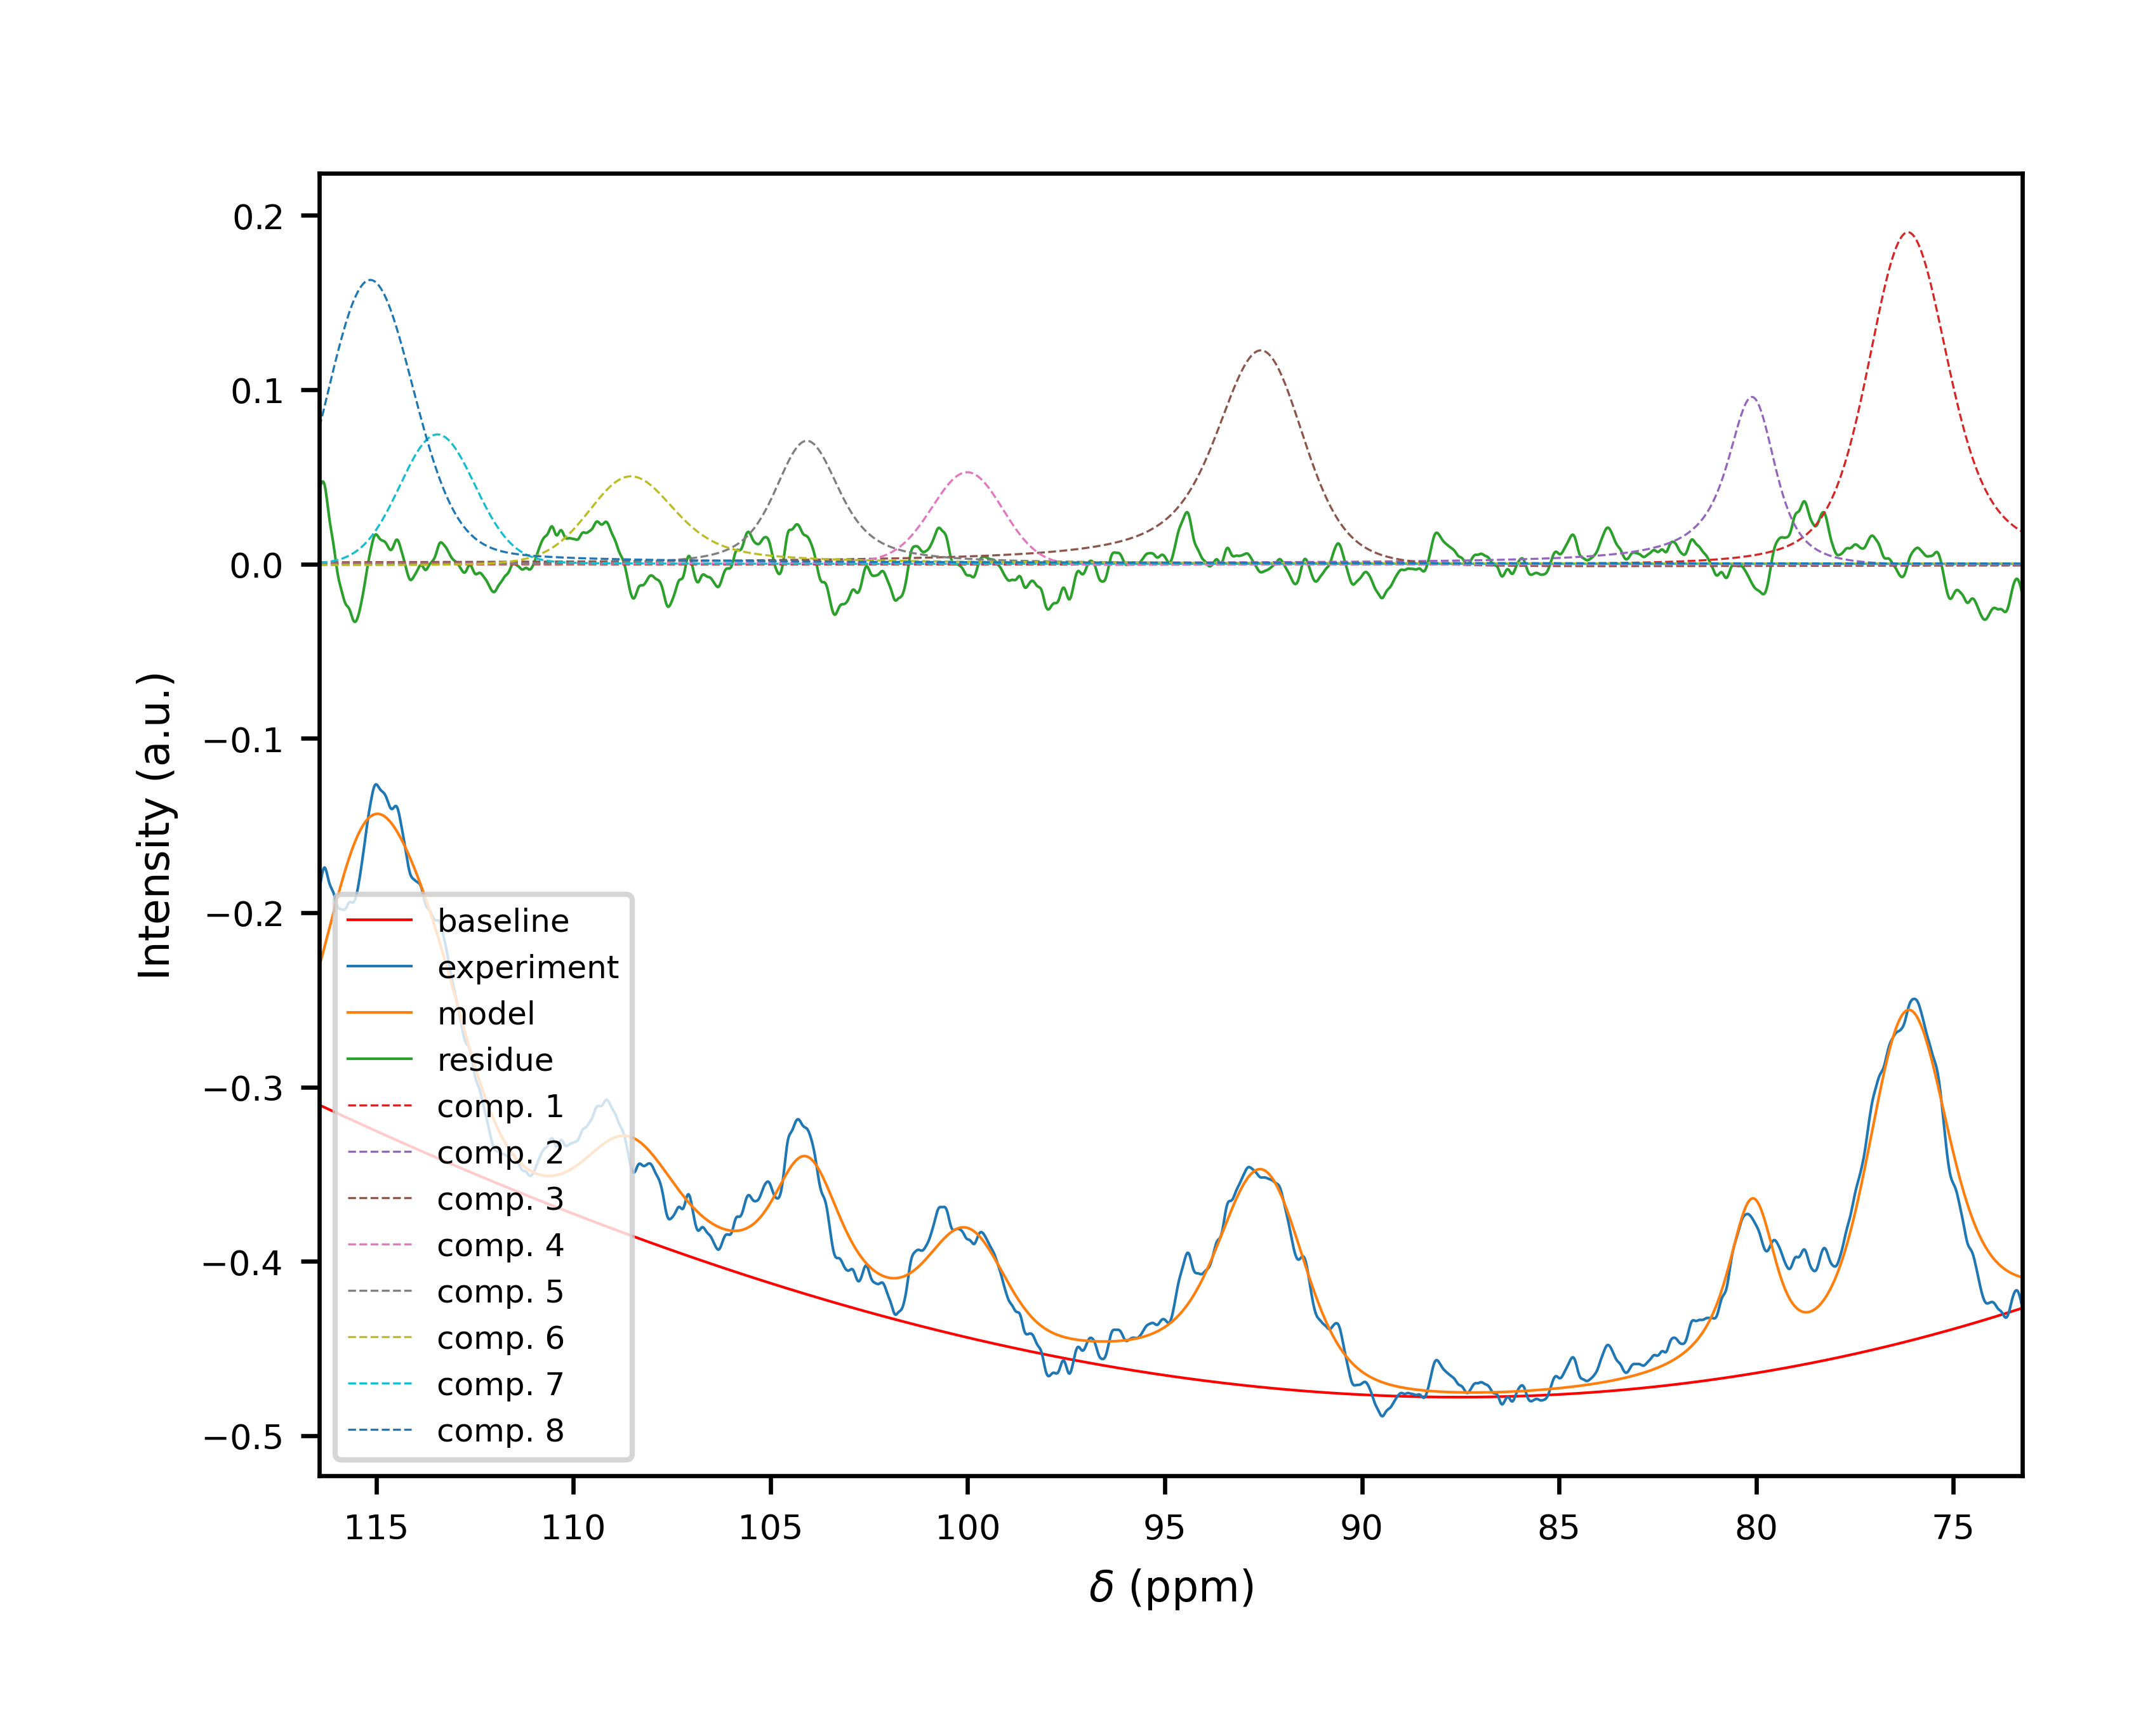 0.2
0.1
0.0
−0.1
−0.2
−0.3
−0.4
−0.5
Intensity (a.u.)
baseline
experiment
model
residue
comp. 1
comp. 2
comp. 3
comp. 4
comp. 5
comp. 6
comp. 7
comp. 8
115 110 105 100 95 90 85 80 75
δ (ppm)